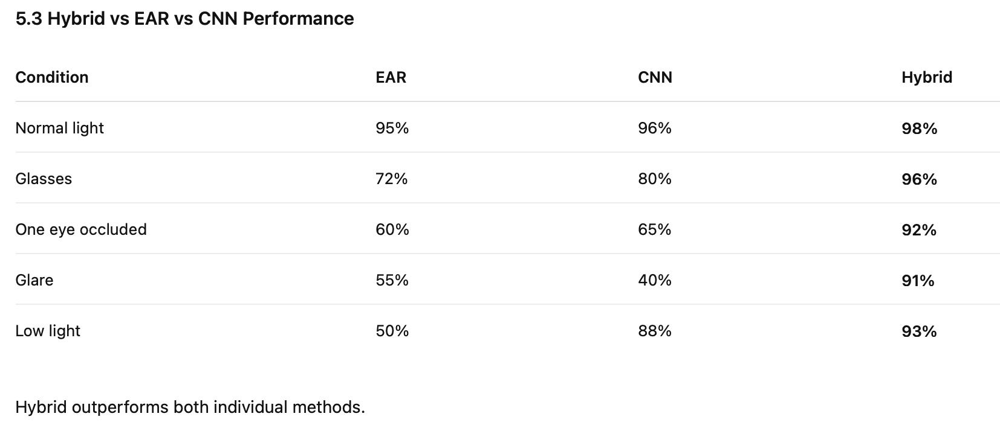 5.3 Hybrid vs EAR vs CNN Performance
Condition EAR CNN Hybrid
Normal light 95% 96% 98%
Glasses 72% 80% 96%
One eye occluded 60% 65% 92%
Glare 55% 40% 91%
Low light 50% 88% 93%
Hybrid outperforms both individual methods.